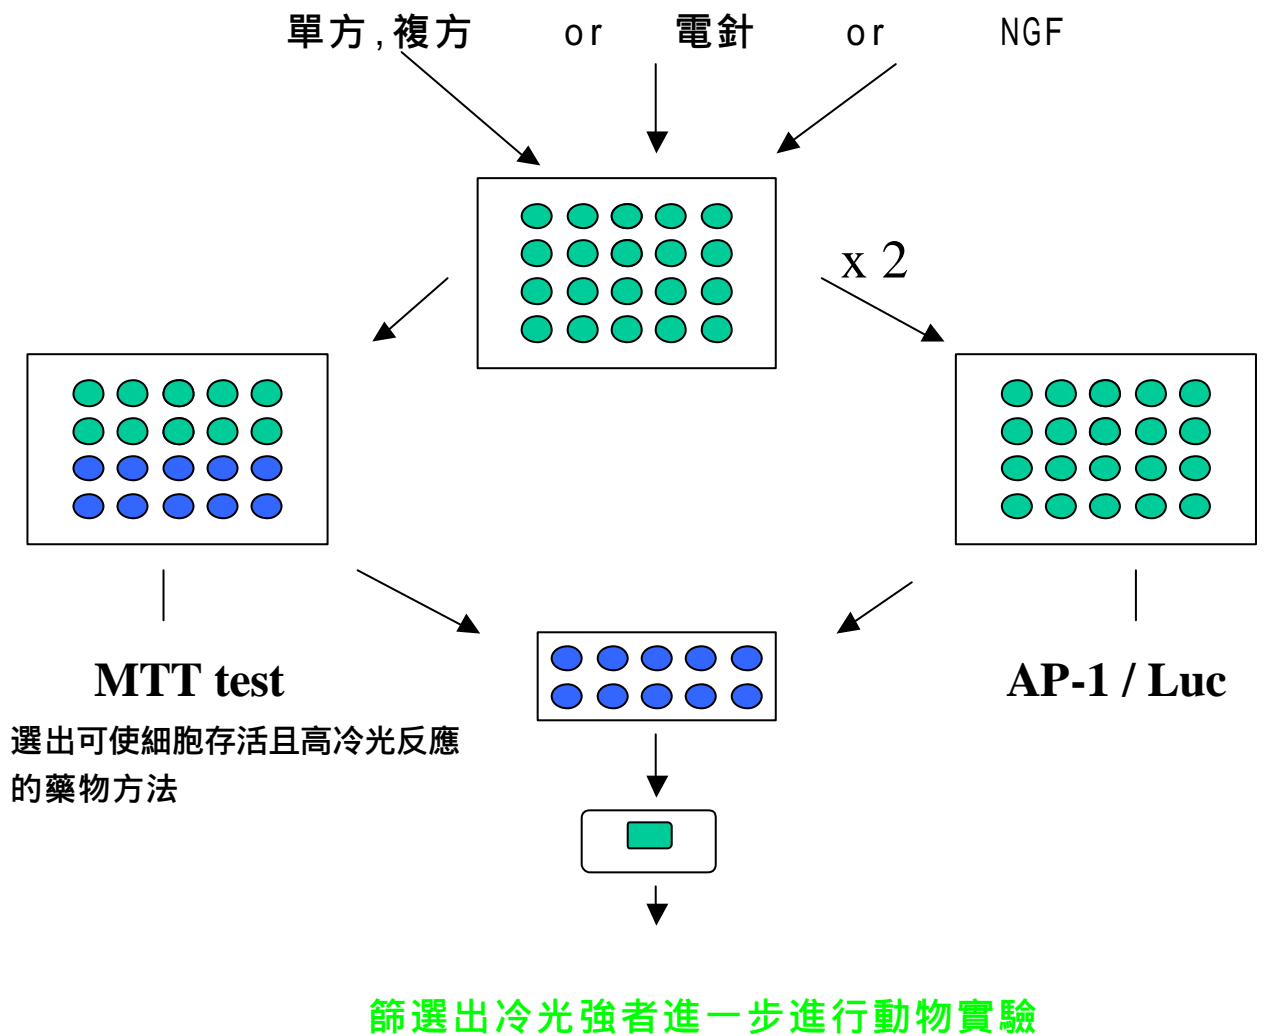 單方,複方 or 電針 or NGF
x 2
MTT test
AP-1 / Luc
選出可使細胞存活且高冷光反應
的藥物方法
篩選出冷光強者進一步進行動物實驗